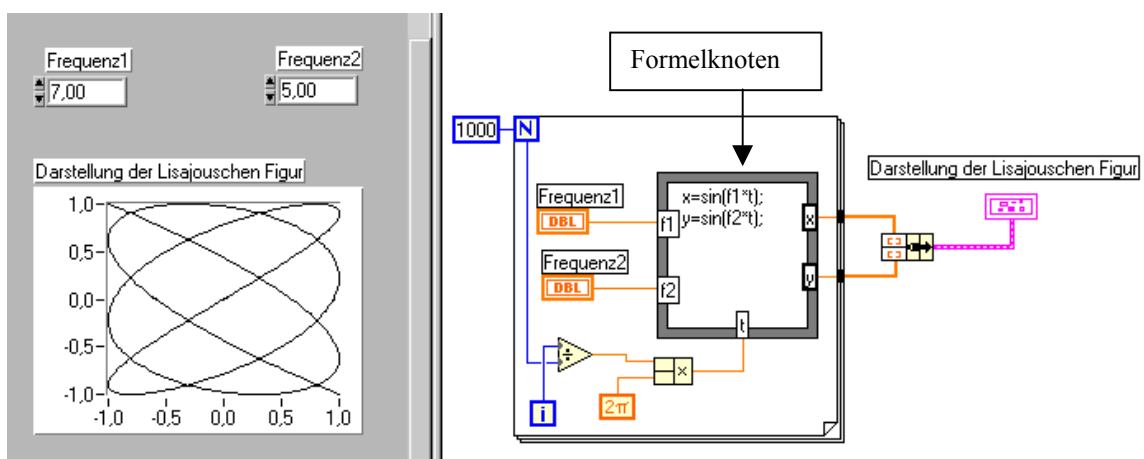 Frequenz1
Frequenz2
7,00
5,00
Darstellung der Lisajouschen Figur
1,0
0,5
0,0
-0,5
-1,0
-1,0 -0,5 0,0 0,5 1,0
Formelknoten
1000 N
Darstellung der Lisajouschen Figur
Frequenz1
DBL
f1
x=sin(f1*t);
y=sin(f2*t);
x
Frequenz2
DBL
f2
y
t
÷
x
i
2π